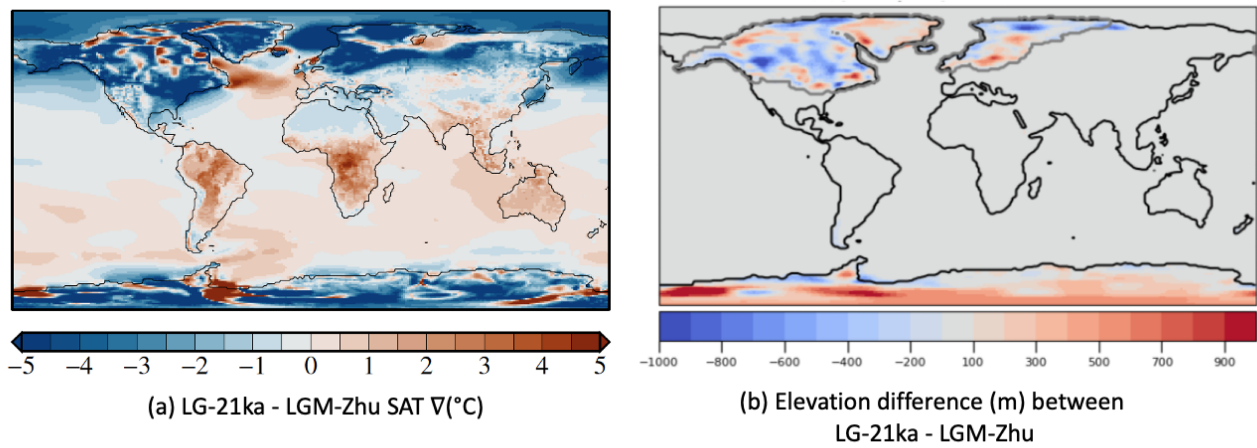 −5 −4 −3 −2 −1 0 1 2 3 4 5
(a) LG-21ka - LGM-Zhu SAT ∇(°C)
−1000 −800 −600 −400 −200 100 300 500 700 900
(b) Elevation difference (m) between
LG-21ka - LGM-Zhu